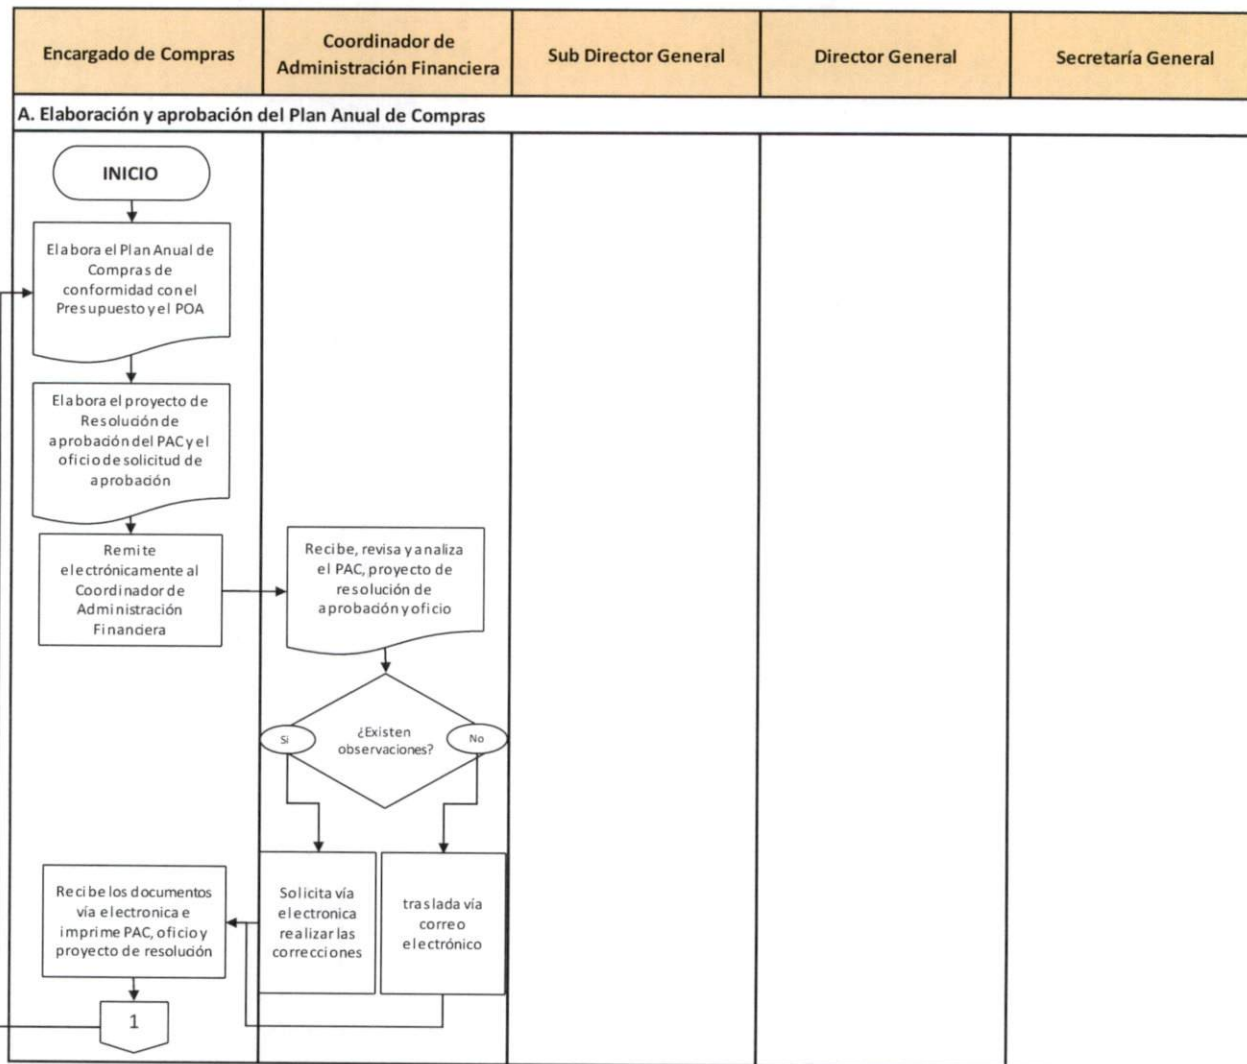 Encargado de Compras
Coordinador de
Administración Financiera
Sub Director General
Director General
Secretaría General
A. Elaboración y aprobación del Plan Anual de Compras
INICIO
Elabora el Plan Anual de
Compras de
conformidad con el
Presupuesto y el POA
Elabora el proyecto de
Resolución de
aprobación del PAC y el
oficio de solicitud de
aprobación
Remite
electrónicamente al
Coordinador de
Administración
Financiera
Recibe, revisa y analiza
el PAC, proyecto de
resolución de
aprobación y oficio
¿Existen
observaciones?
Si
No
Solicita vía
electronica
realizar las
correcciones
traslada vía
correo
electrónico
Recibe los documentos
vía electronica e
imprime PAC, oficio y
proyecto de resolución
1